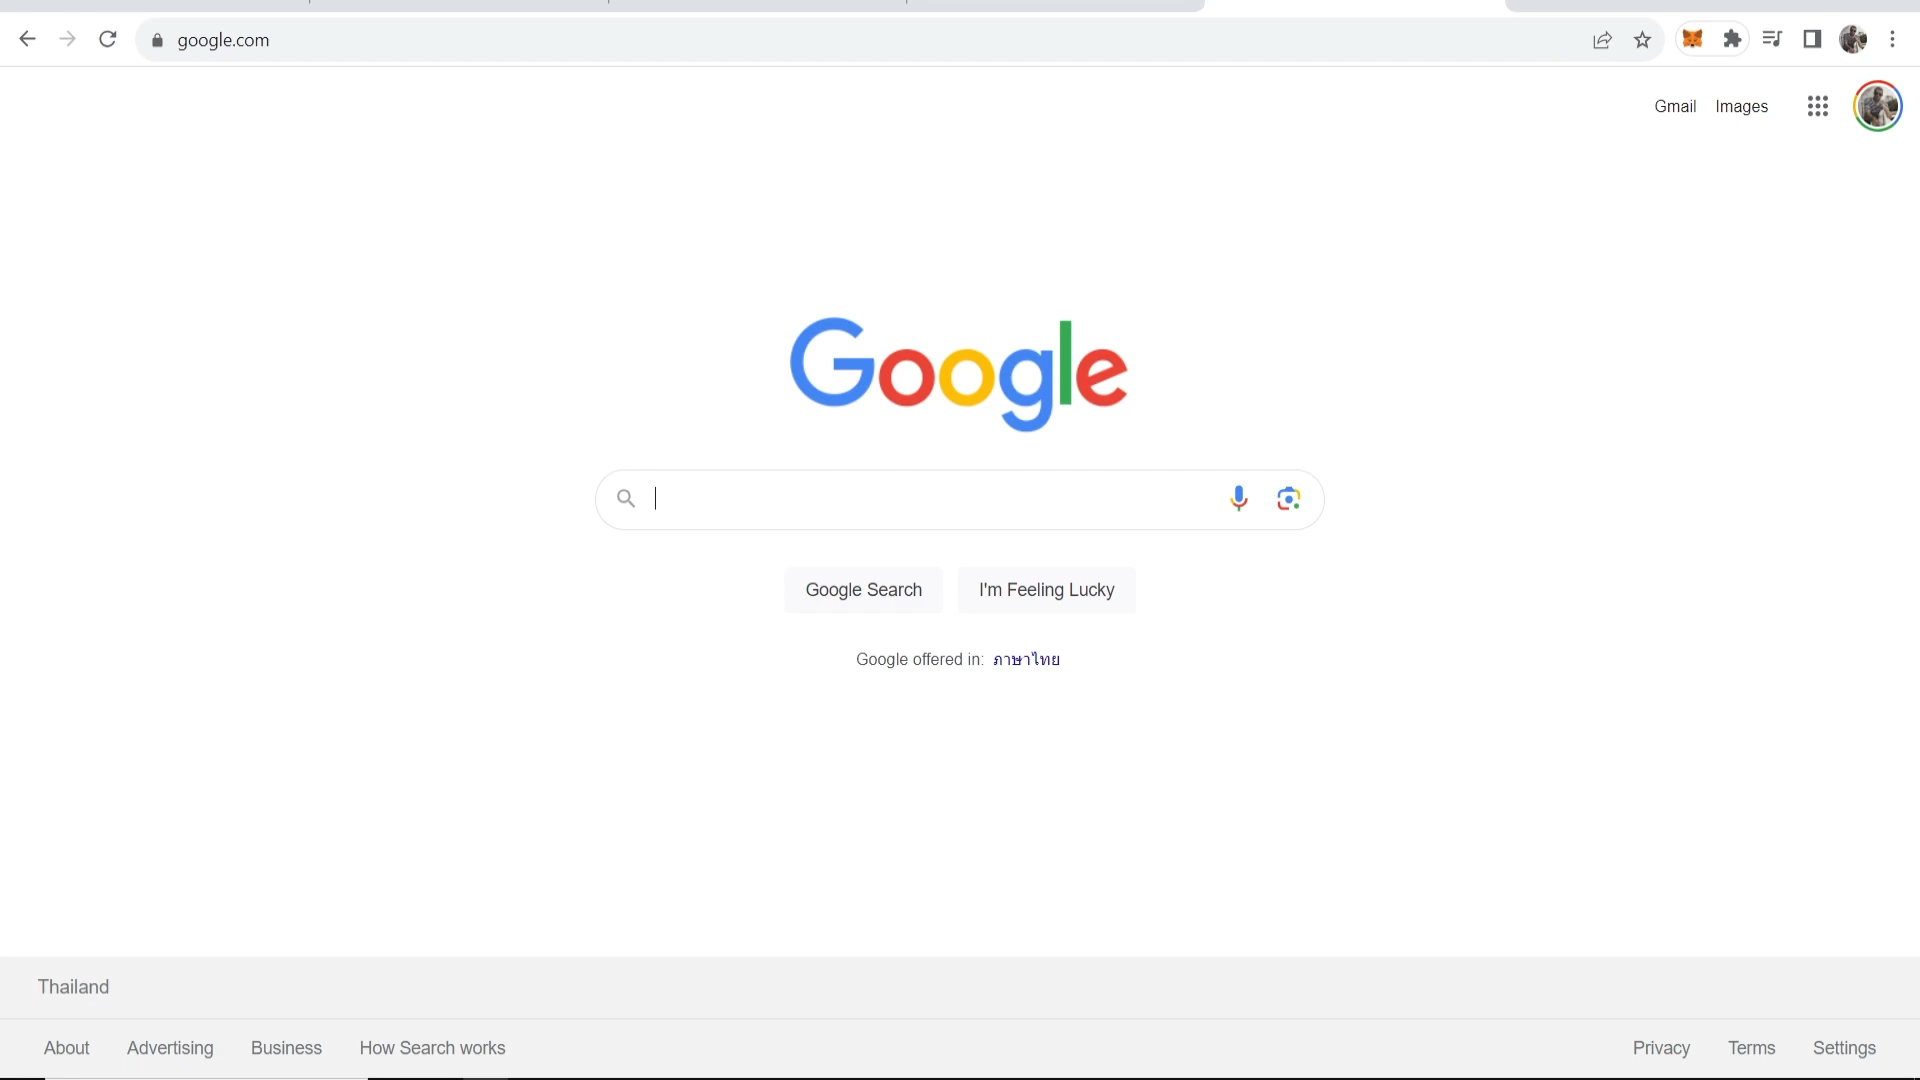 google.com
Gmail Images
Google
Google Search I'm Feeling Lucky
Google offered in: ภาษาไทย
Thailand
About Advertising Business How Search works Privacy Terms Settings